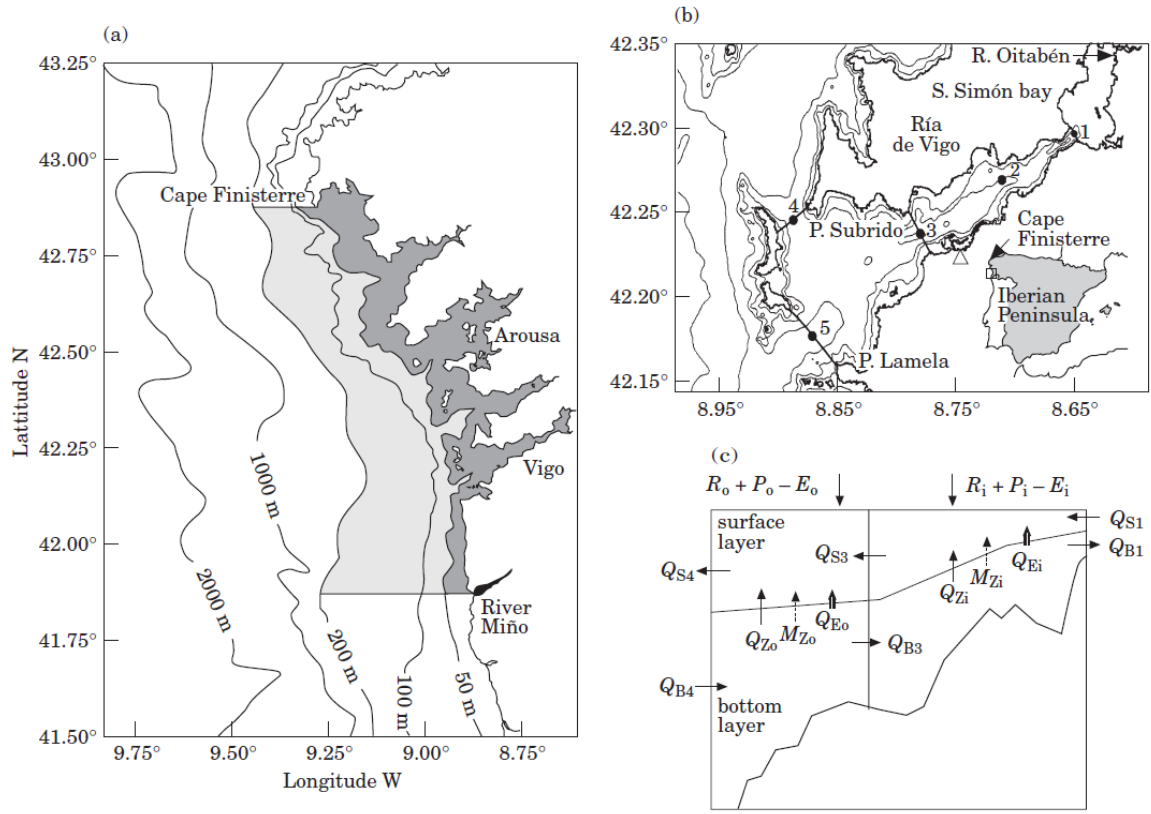 (a)
43.25°
43.00°
42.75°
42.50°
42.25°
42.00°
41.75°
41.50°
Lattitude N
9.75°
9.50°
9.25°
9.00°
8.75°
Longitude W
Cape Finisterre
Arousa
Vigo
River
Miño
2000 m
1000 m
200 m
100 m
50 m
(b)
42.35°
42.30°
42.25°
42.20°
42.15°
8.95°
8.85°
8.75°
8.65°
R. Oitabén
S. Simón bay
Ría
de Vigo
1
2
3
4
5
P. Subrido
Cape
Finisterre
Iberian
Peninsula
P. Lamela
(c)
Ro + Po − Eo
Ri + Pi − Ei
surface
layer
QS1
QB1
QS3
QS4
QEi
MZi
QZi
QEo
MZo
QZo
QB3
QB4
bottom
layer